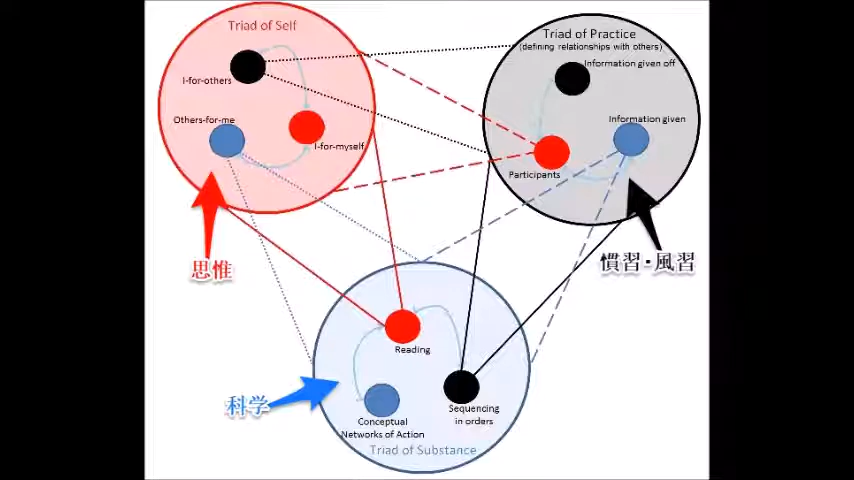 Triad of Self
I-for-others
Others-for-me
I-for-myself
思惟
Triad of Practice
(defining relationships with others)
Information given off
Information given
Participants
慣習・風習
Reading
科学
Conceptual
Networks of Action
Sequencing
in orders
Triad of Substance